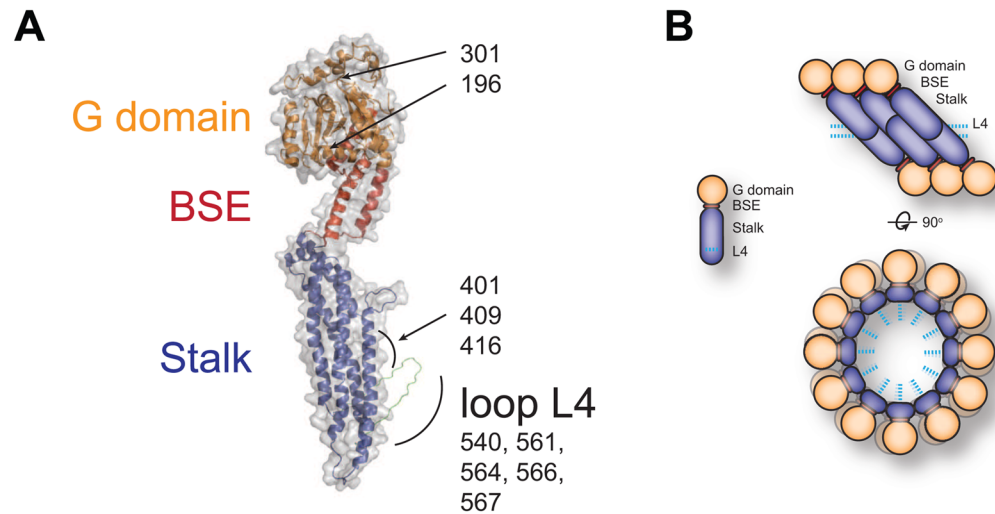 A
G domain
BSE
Stalk
301
196
401
409
416
loop L4
540, 561,
564, 566,
567
B
G domain
BSE
Stalk
L4
G domain
BSE
Stalk
L4
90°